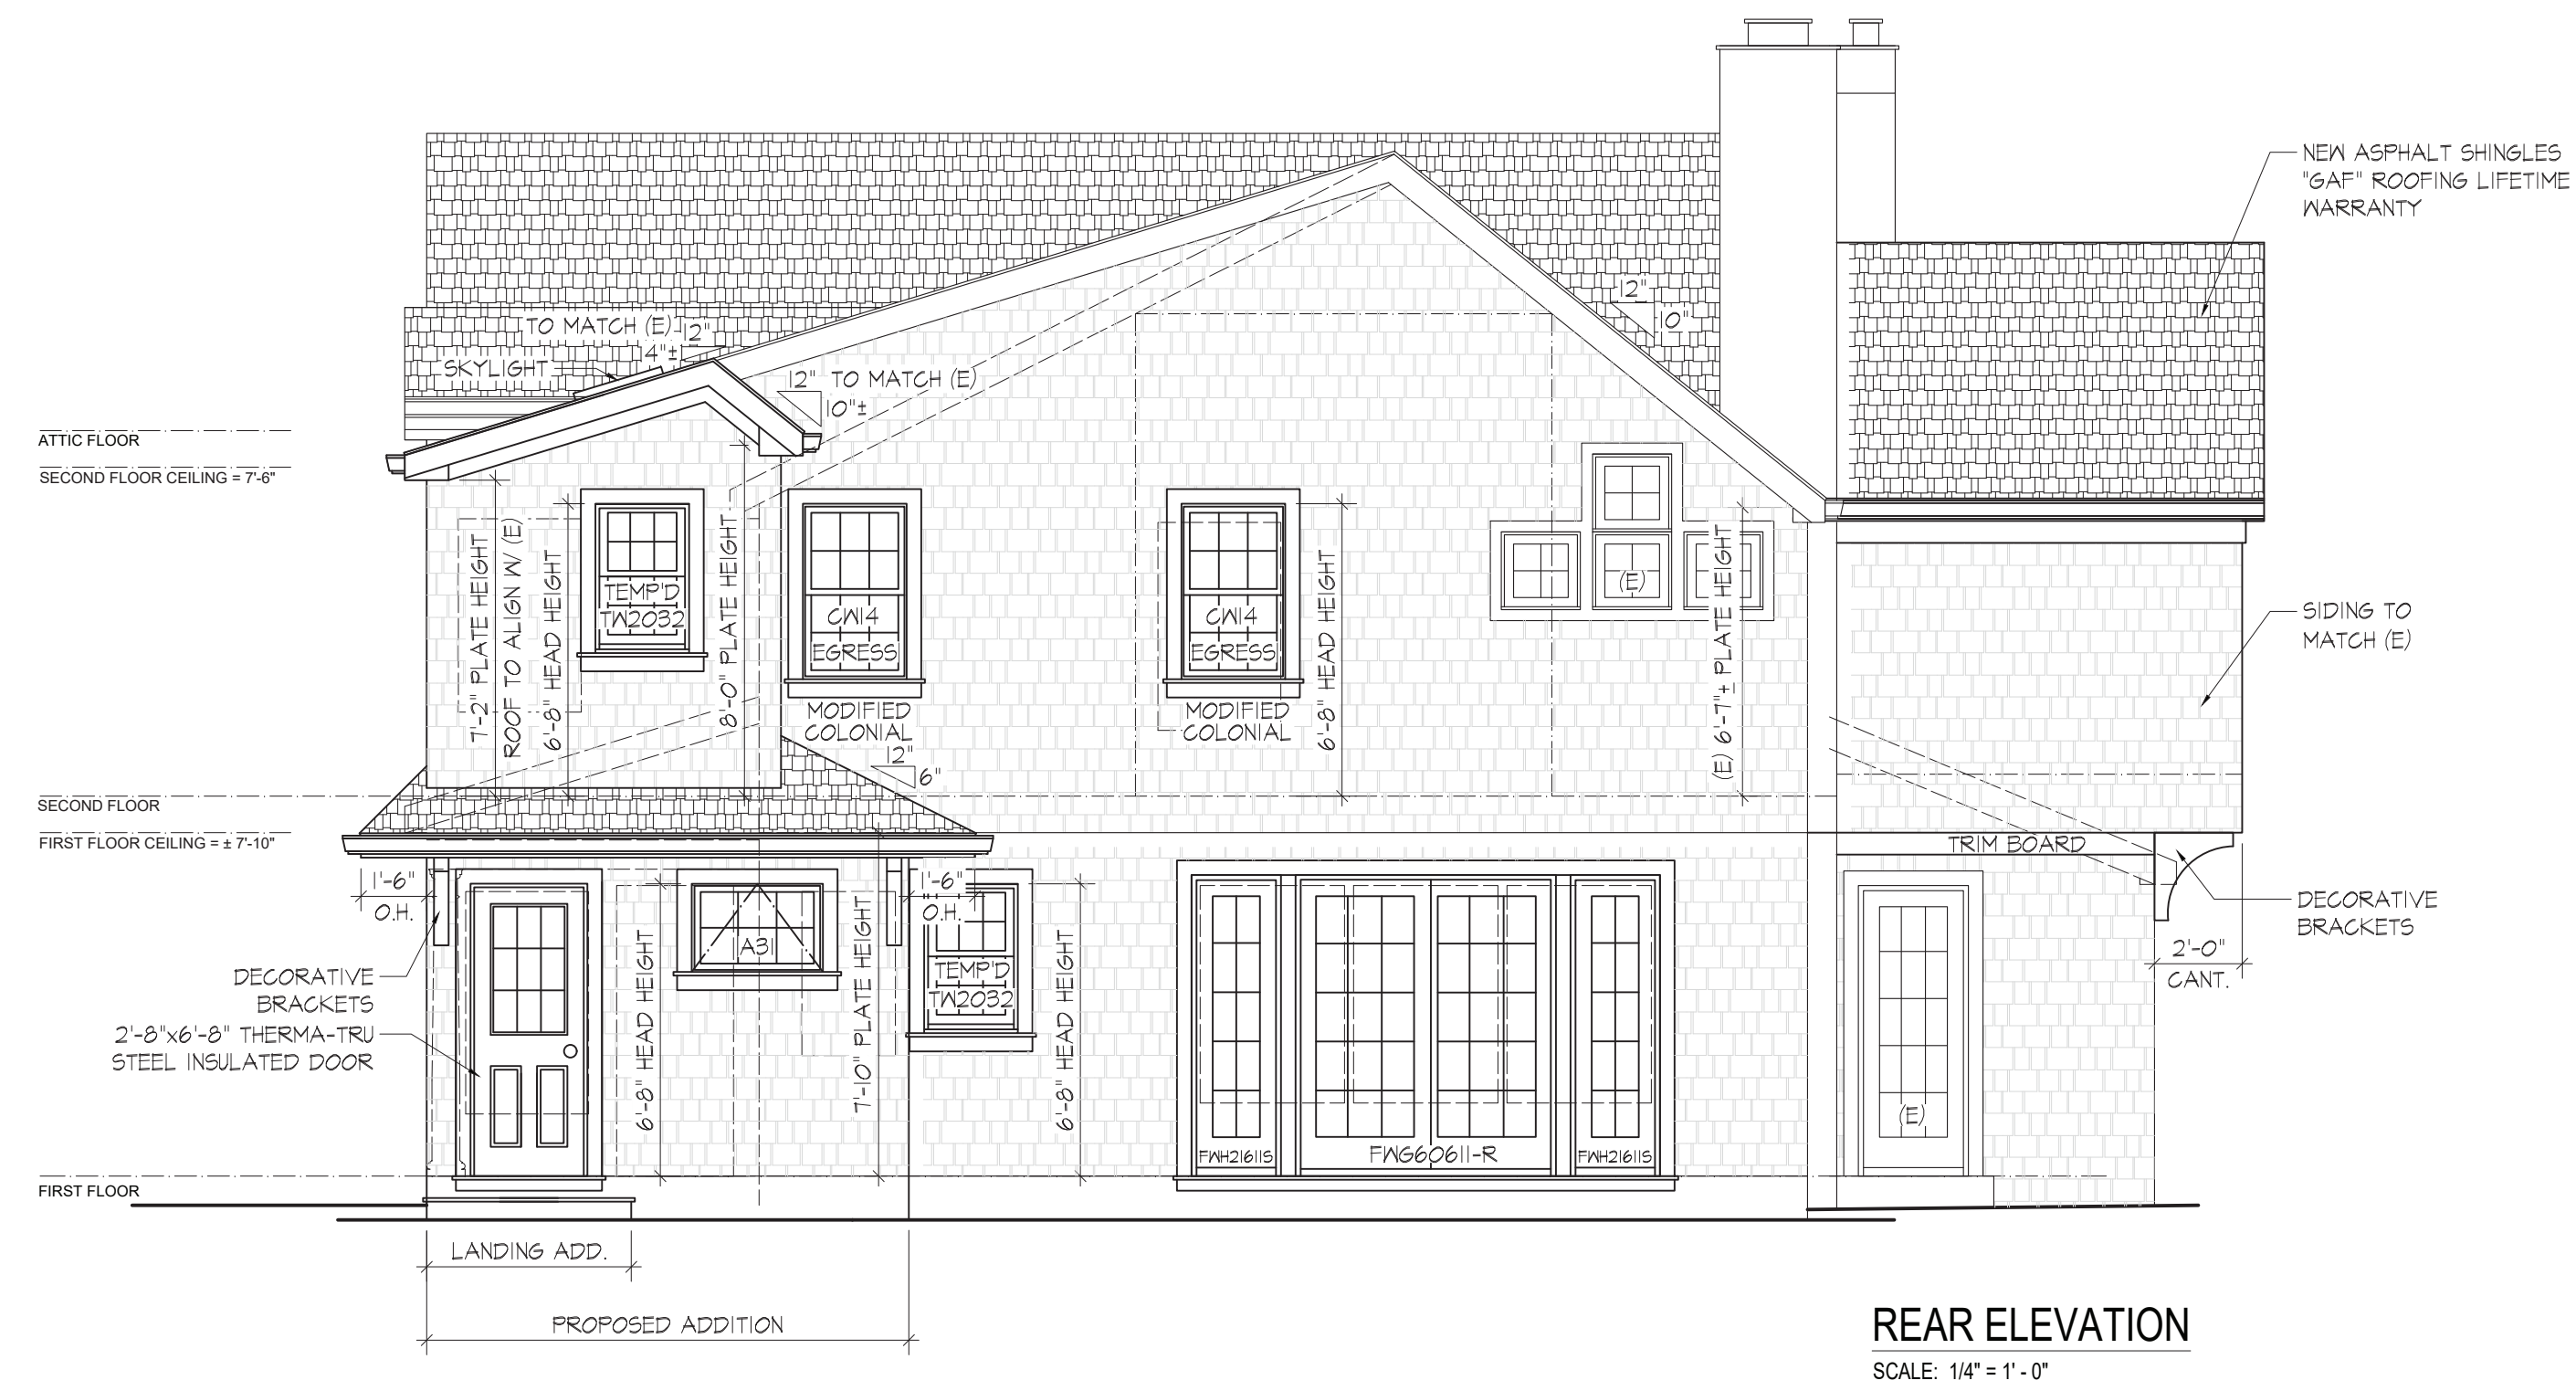 NEW ASPHALT SHINGLES
"GAF" ROOFING LIFETIME
WARRANTY
12"
10"
TO MATCH (E)
12"
4"±
SKYLIGHT
12" TO MATCH (E)
10"±
ATTIC FLOOR
SECOND FLOOR CEILING = 7'-6"
7'-2" PLATE HEIGHT
ROOF TO ALIGN W/ (E)
6'-8" HEAD HEIGHT
TEMP'D
TW2032
8'-0" PLATE HEIGHT
CW14
EGRESS
MODIFIED
COLONIAL
CW14
EGRESS
MODIFIED
COLONIAL
6'-8" HEAD HEIGHT
(E)
(E) 6'-7"± PLATE HEIGHT
SIDING TO
MATCH (E)
12"
6"
SECOND FLOOR
FIRST FLOOR CEILING = ± 7'-10"
TRIM BOARD
1'-6"
O.H.
1'-6"
O.H.
DECORATIVE
BRACKETS
2'-8"x6'-8" THERMA-TRU
STEEL INSULATED DOOR
6'-8" HEAD HEIGHT
A31
7'-10" PLATE HEIGHT
TEMP'D
TW2032
6'-8" HEAD HEIGHT
FWH21611S
FWG60611-R
FWH21611S
(E)
DECORATIVE
BRACKETS
2'-0"
CANT.
FIRST FLOOR
LANDING ADD.
PROPOSED ADDITION
REAR ELEVATION
SCALE: 1/4" = 1' - 0"